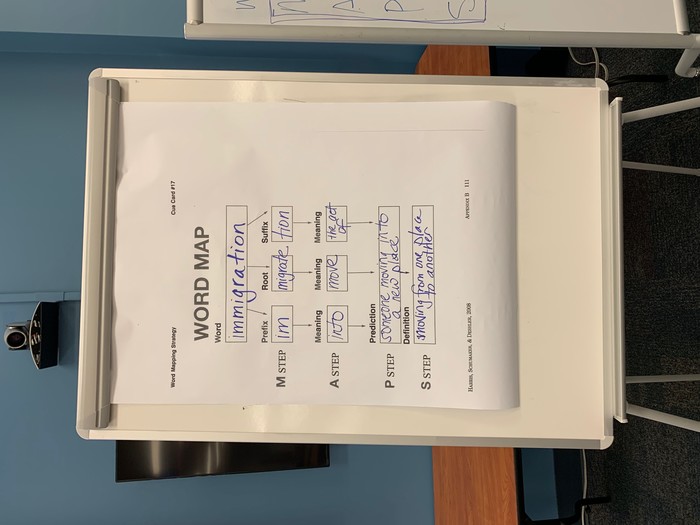 Word Mapping Strategy Cue Card #17
WORD MAP
Word
immigration
Prefix Root Suffix
M STEP im migrate tion
Meaning Meaning Meaning
A STEP into move the act
of
Prediction
P STEP someone moving into
a new place
Definition
S STEP moving from one place
to another
HARRIS, SCHUMAKER, & DESHLER, 2008 APPENDIX B 111
M
A
P
S